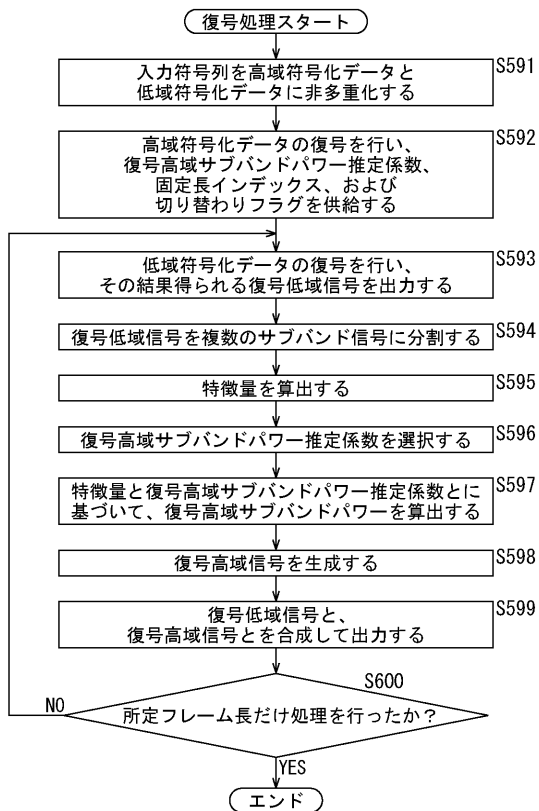 復号処理スタート
S591
入力符号列を高域符号化データと
低域符号化データに非多重化する
S592
高域符号化データの復号を行い、
復号高域サブバンドパワー推定係数、
固定長インデックス、および
切り替わりフラグを供給する
S593
低域符号化データの復号を行い、
その結果得られる復号低域信号を出力する
S594
復号低域信号を複数のサブバンド信号に分割する
S595
特徴量を算出する
S596
復号高域サブバンドパワー推定係数を選択する
S597
特徴量と復号高域サブバンドパワー推定係数とに
基づいて、復号高域サブバンドパワーを算出する
S598
復号高域信号を生成する
S599
復号低域信号と、
復号高域信号とを合成して出力する
S600
NO
所定フレーム長だけ処理を行ったか？
YES
エンド